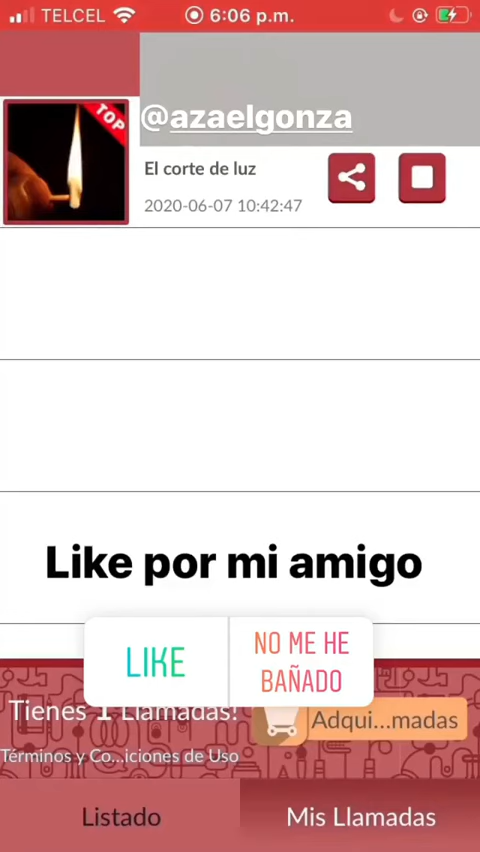 TELCEL 6:06 p.m.
@azaelgonza
TOP
El corte de luz
2020-06-07 10:42:47
Like por mi amigo
LIKE
NO ME HE
BAÑADO
Tienes 1 Llamadas!
Adqui...madas
Términos y Co...iciones de Uso
Listado
Mis Llamadas